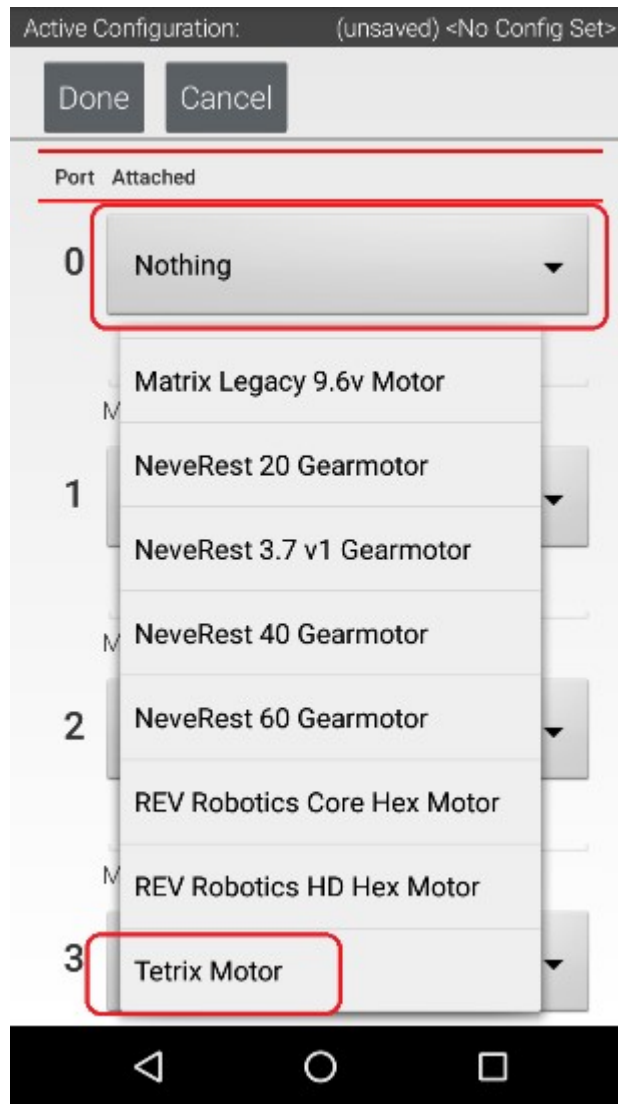 Active Configuration: (unsaved) <No Config Set>
Done Cancel
Port Attached
0 Nothing
Matrix Legacy 9.6v Motor
M
NeveRest 20 Gearmotor
1
NeveRest 3.7 v1 Gearmotor
M NeveRest 40 Gearmotor
2 NeveRest 60 Gearmotor
REV Robotics Core Hex Motor
M REV Robotics HD Hex Motor
3 Tetrix Motor